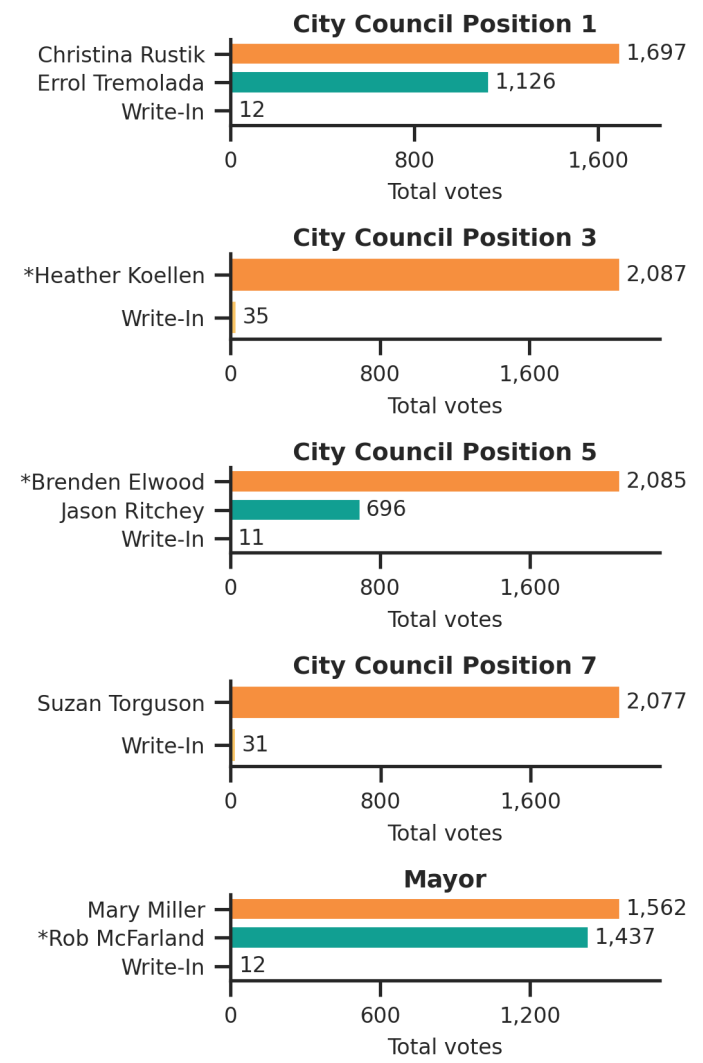 City Council Position 1
Christina Rustik 1,697
Errol Tremolada 1,126
Write-In 12
0 800 1,600
Total votes
City Council Position 3
*Heather Koellen 2,087
Write-In 35
0 800 1,600
Total votes
City Council Position 5
*Brenden Elwood 2,085
Jason Ritchey 696
Write-In 11
0 800 1,600
Total votes
City Council Position 7
Suzan Torguson 2,077
Write-In 31
0 800 1,600
Total votes
Mayor
Mary Miller 1,562
*Rob McFarland 1,437
Write-In 12
0 600 1,200
Total votes